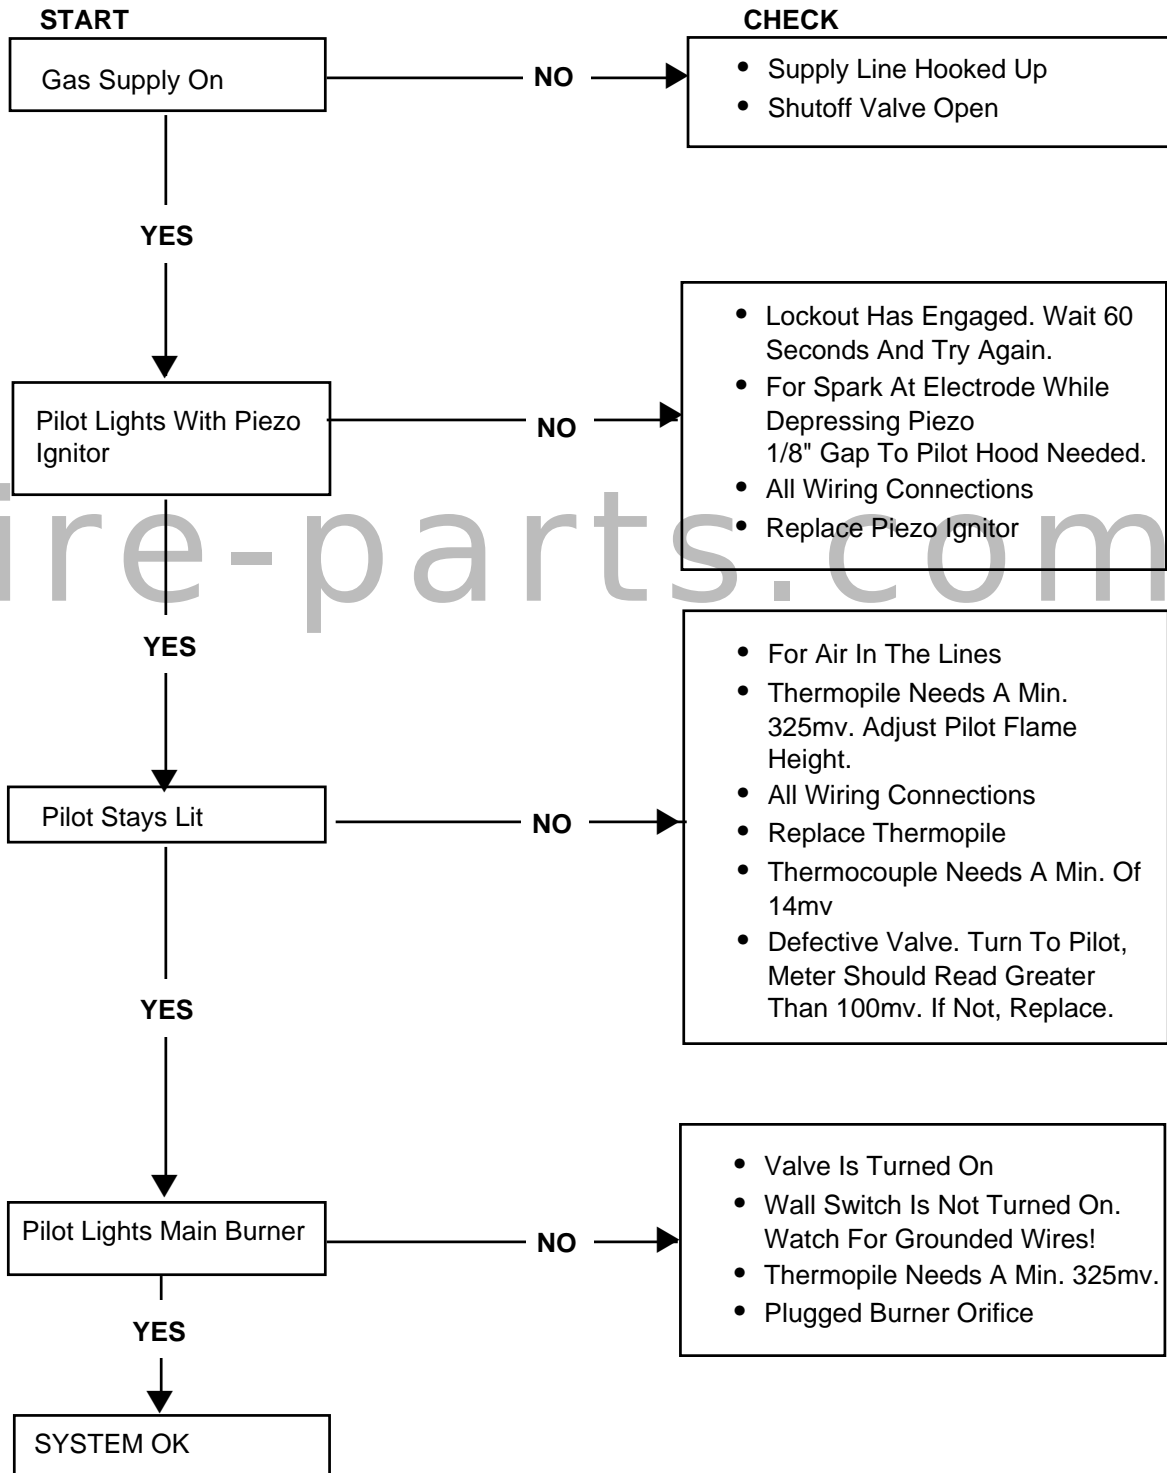 START
CHECK
Gas Supply On
NO
• Supply Line Hooked Up
• Shutoff Valve Open
YES
Pilot Lights With Piezo
Ignitor
NO
• Lockout Has Engaged. Wait 60
Seconds And Try Again.
• For Spark At Electrode While
Depressing Piezo
1/8" Gap To Pilot Hood Needed.
• All Wiring Connections
• Replace Piezo Ignitor
ire-parts.com
YES
Pilot Stays Lit
NO
• For Air In The Lines
• Thermopile Needs A Min.
325mv. Adjust Pilot Flame
Height.
• All Wiring Connections
• Replace Thermopile
• Thermocouple Needs A Min. Of
14mv
• Defective Valve. Turn To Pilot,
Meter Should Read Greater
Than 100mv. If Not, Replace.
YES
Pilot Lights Main Burner
NO
• Valve Is Turned On
• Wall Switch Is Not Turned On.
Watch For Grounded Wires!
• Thermopile Needs A Min. 325mv.
• Plugged Burner Orifice
YES
SYSTEM OK